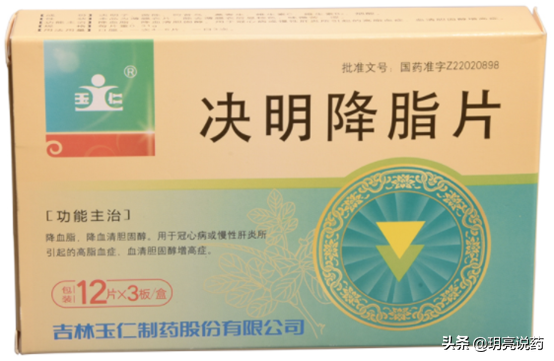 批准文号：国药准字Z22020898
玉仁®
决明降脂片
[功能主治]
降血脂、降血清胆固醇。用于冠心病或慢性肝炎所
引起的高脂血症、血清胆固醇增高症。
包装 12片×3板/盒
吉林玉仁制药股份有限公司
头条 @玥亮说药